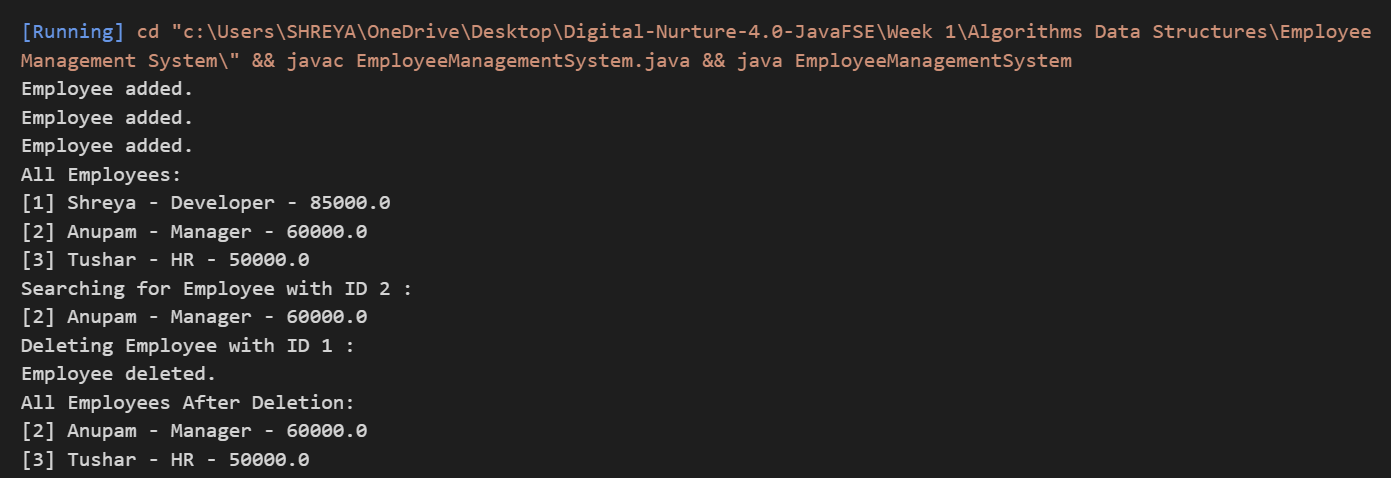 [Running] cd "c:\Users\SHREYA\OneDrive\Desktop\Digital-Nurture-4.0-JavaFSE\Week 1\Algorithms Data Structures\Employee
Management System\" && javac EmployeeManagementSystem.java && java EmployeeManagementSystem
Employee added.
Employee added.
Employee added.
All Employees:
[1] Shreya - Developer - 85000.0
[2] Anupam - Manager - 60000.0
[3] Tushar - HR - 50000.0
Searching for Employee with ID 2 :
[2] Anupam - Manager - 60000.0
Deleting Employee with ID 1 :
Employee deleted.
All Employees After Deletion:
[2] Anupam - Manager - 60000.0
[3] Tushar - HR - 50000.0